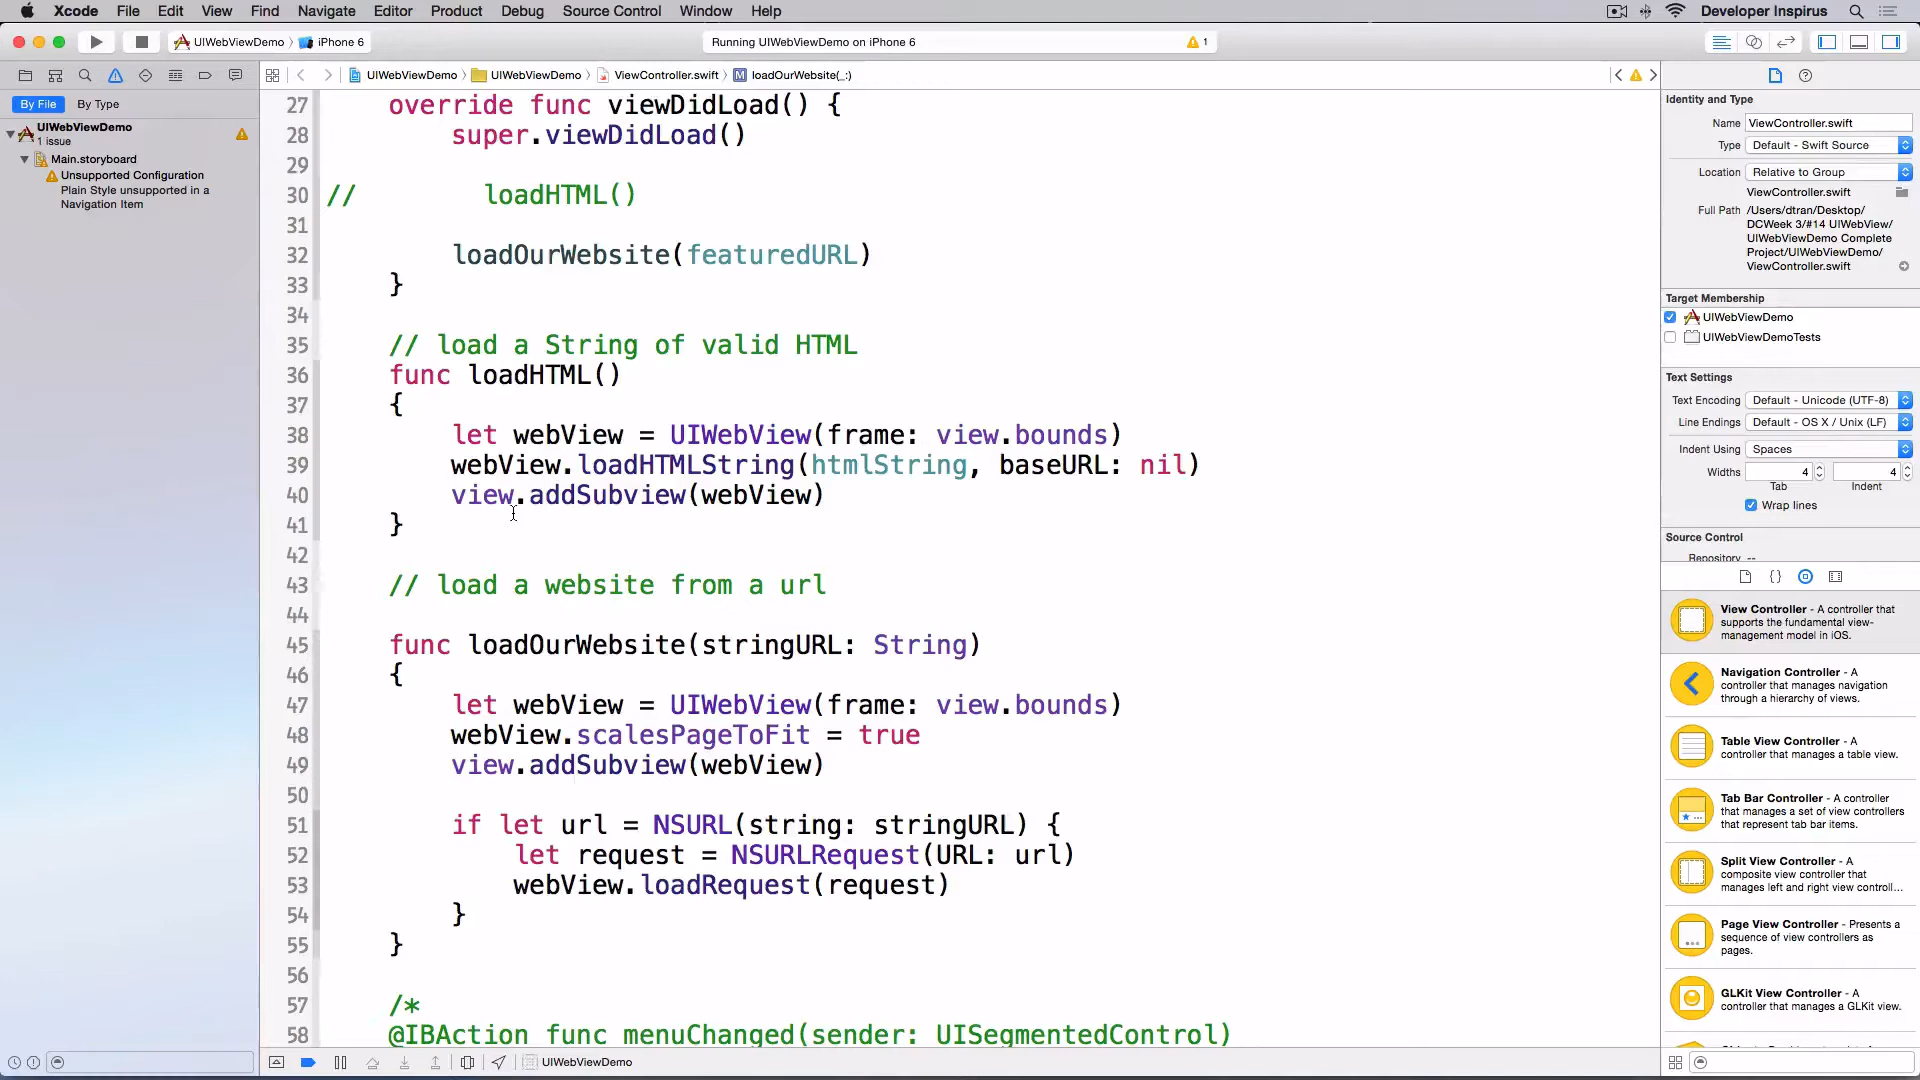 Xcode File Edit View Find Navigate Editor Product Debug Source Control Window Help Developer Inspirus
UIWebViewDemo iPhone 6 Running UIWebViewDemo on iPhone 6 1
UIWebViewDemo UIWebViewDemo ViewController.swift M loadOurWebsite(_:)
By File By Type
UIWebViewDemo
1 issue
Main.storyboard
Unsupported Configuration
Plain Style unsupported in a
Navigation Item
27 override func viewDidLoad() {
28 super.viewDidLoad()
29
30 // loadHTML()
31
32 loadOurWebsite(featuredURL)
33 }
34
35 // load a String of valid HTML
36 func loadHTML()
37 {
38 let webView = UIWebView(frame: view.bounds)
39 webView.loadHTMLString(htmlString, baseURL: nil)
40 view.addSubview(webView)
41 }
42
43 // load a website from a url
44
45 func loadOurWebsite(stringURL: String)
46 {
47 let webView = UIWebView(frame: view.bounds)
48 webView.scalesPageToFit = true
49 view.addSubview(webView)
50
51 if let url = NSURL(string: stringURL) {
52 let request = NSURLRequest(URL: url)
53 webView.loadRequest(request)
54 }
55 }
56
57 /*
58 @IBAction func menuChanged(sender: UISegmentedControl)
UIWebViewDemo
Identity and Type
Name ViewController.swift
Type Default - Swift Source
Location Relative to Group
ViewController.swift
Full Path /Users/dtran/Desktop/
DCWeek 3/#14 UIWebView/
UIWebViewDemo Complete
Project/UIWebViewDemo/
ViewController.swift
Target Membership
UIWebViewDemo
UIWebViewDemoTests
Text Settings
Text Encoding Default - Unicode (UTF-8)
Line Endings Default - OS X / Unix (LF)
Indent Using Spaces
Widths 4 4
Tab Indent
Wrap lines
Source Control
Repository --
View Controller - A controller that
supports the fundamental view-
management model in iOS.
Navigation Controller - A
controller that manages navigation
through a hierarchy of views.
Table View Controller - A
controller that manages a table view.
Tab Bar Controller - A controller
that manages a set of view controllers
that represent tab bar items.
Split View Controller - A
composite view controller that
manages left and right view controll...
Page View Controller - Presents a
sequence of view controllers as
pages.
GLKit View Controller - A
controller that manages a GLKit view.